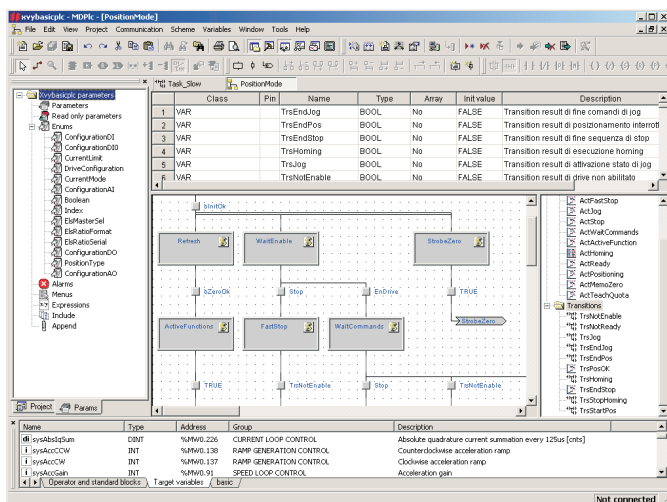 xvybasicplc - MDPlc - [PositionMode]
File Edit View Project Communication Scheme Variables Window Tools Help
xvybasicplc parameters
Parameters
Read only parameters
Enums
ConfigurationDI
ConfigurationDI0
CurrentLimit
DriveConfiguration
CurrentMode
ConfigurationAI
Boolean
Index
ElsMasterSel
ElsRatioFormat
ElsRatioSerial
ConfigurationDO
PositionType
ConfigurationAO
Alarms
Menus
Expressions
Include
Append
Project Params
Task_Slow PositionMode
Class Pin Name Type Array Init value Description
1 VAR TrsEndJog BOOL No FALSE Transition result di fine comandi di jog
2 VAR TrsEndPos BOOL No FALSE Transition result di posizionamento interrott
3 VAR TrsEndStop BOOL No FALSE Transition result di fine sequenza di stop
4 VAR TrsHoming BOOL No FALSE Transition result di esecuzione homing
5 VAR TrsJog BOOL No FALSE Transition result di attivazione stato di jog
6 VAR TrsNotEnable BOOL No FALSE Transition result di drive non abilitato
bInitOk
Refresh WaitEnable StrobeZero
bZeroOk Stop EnDrive TRUE
StrobeZero
ActiveFunctions FastStop WaitCommands
TRUE TrsNotEnable Stop TrsNotEnable
ActFastStop
ActJog
ActStop
ActWaitCommands
ActActiveFunction
ActHoming
ActReady
ActPositioning
ActMemoZero
ActTeachQuota
Transitions
TrsNotEnable
TrsNotReady
TrsJog
TrsEndJog
TrsEndPos
TrsPosOK
TrsHoming
TrsEndStop
TrsStopHoming
TrsStartPos
Name Type Address Group Description
sysAbsIqSum DINT %MW0.226 CURRENT LOOP CONTROL Absolute quadrature current summation every 125us [cnts]
sysAccCCW INT %MW0.138 RAMP GENERATION CONTROL Counterclockwise acceleration ramp
sysAccCW INT %MW0.137 RAMP GENERATION CONTROL Clockwise acceleration ramp
sysAccGain INT %MW0.91 SPEED LOOP CONTROL Acceleration gain
Operator and standard blocks Target variables basic
Not connected